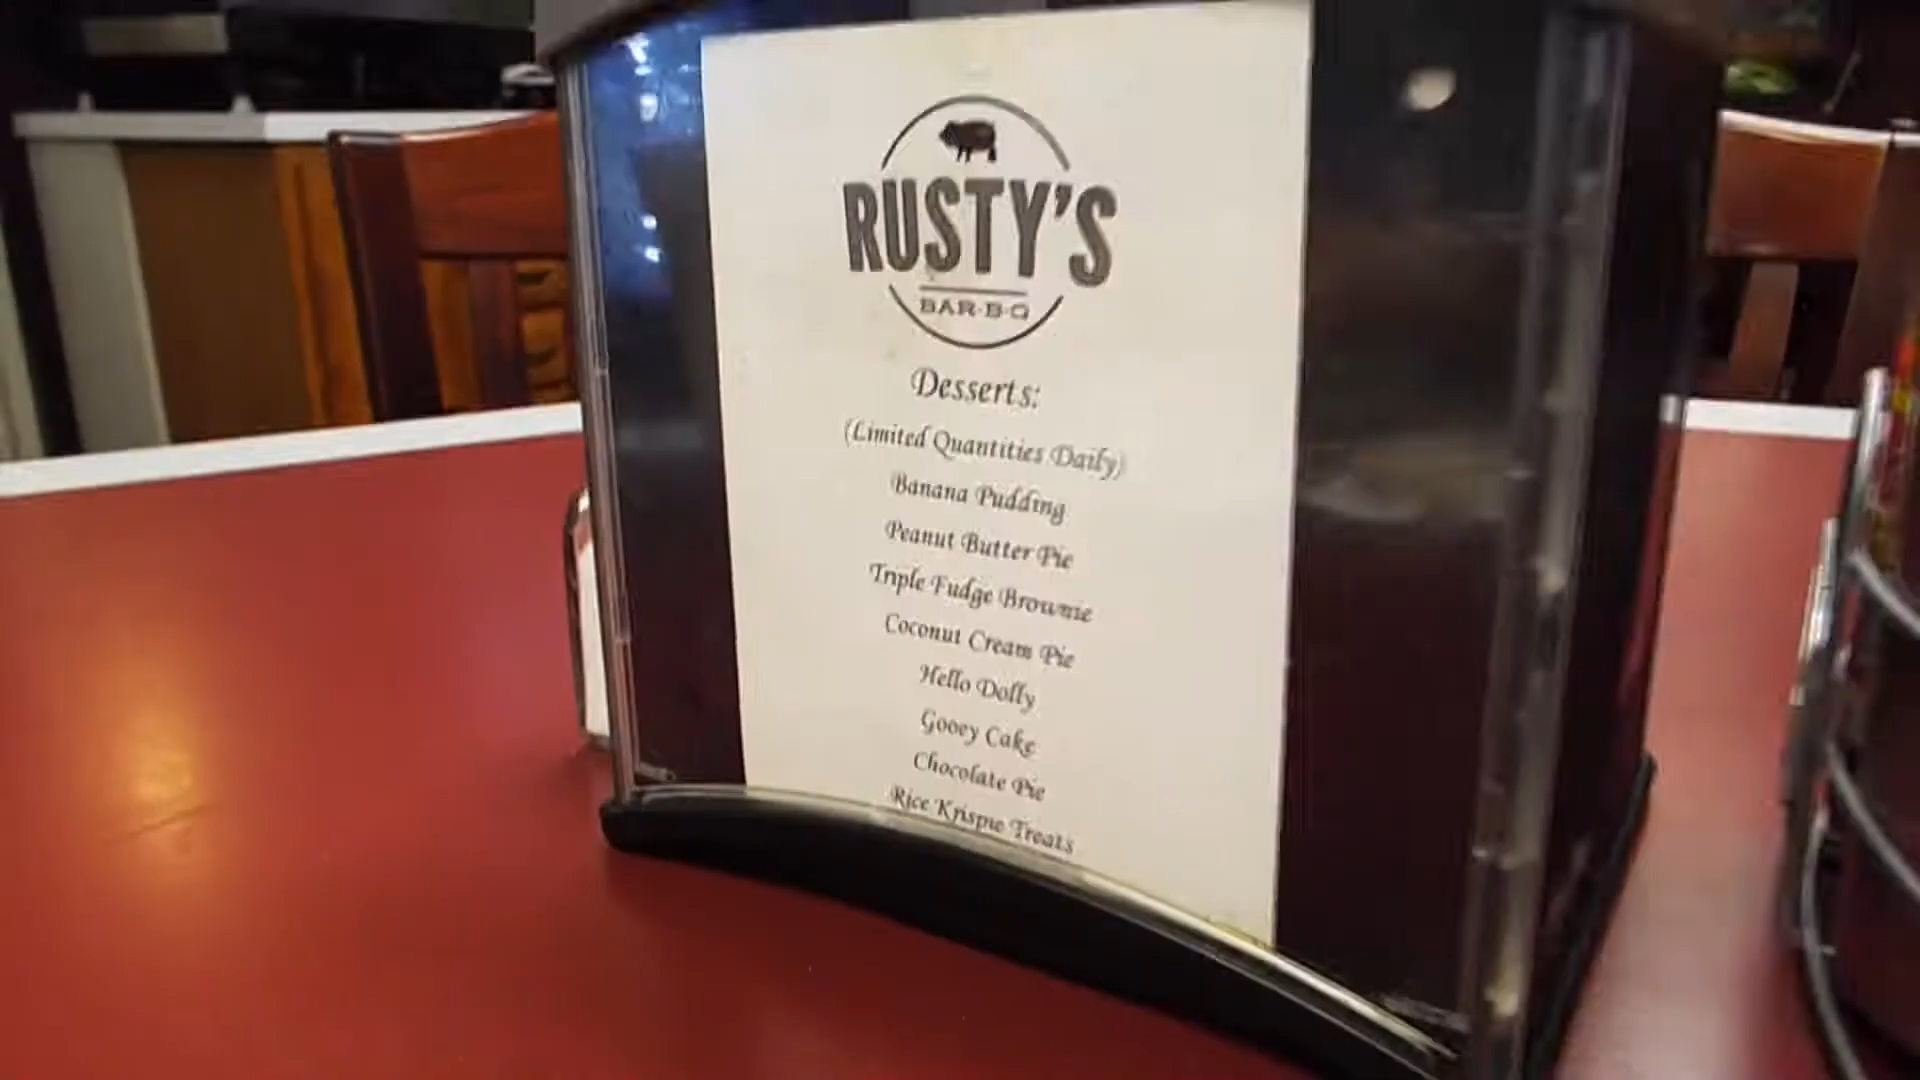 RUSTY'S
BAR-B-Q
Desserts:
(Limited Quantities Daily)
Banana Pudding
Peanut Butter Pie
Triple Fudge Brownie
Coconut Cream Pie
Hello Dolly
Gooey Cake
Chocolate Pie
Rice Krispie Treats